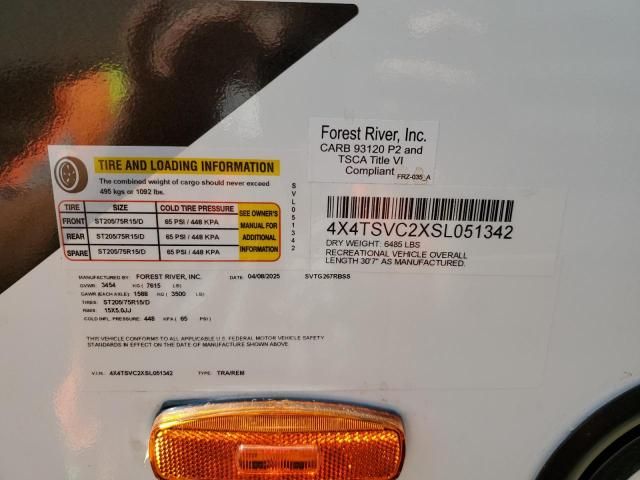 Forest River, Inc.
CARB 93120 P2 and
TSCA Title VI
Compliant FRZ-035_A
TIRE AND LOADING INFORMATION
The combined weight of cargo should never exceed
495 kgs or 1092 lbs.
TIRE SIZE COLD TIRE PRESSURE
FRONT ST205/75R15/D 65 PSI / 448 KPA
REAR ST205/75R15/D 65 PSI / 448 KPA
SPARE ST205/75R15/D 65 PSI / 448 KPA
SEE OWNER'S
MANUAL FOR
ADDITIONAL
INFORMATION
SVL051342
4X4TSVC2XSL051342
DRY WEIGHT: 6485 LBS
RECREATIONAL VEHICLE OVERALL
LENGTH 30'7" AS MANUFACTURED.
MANUFACTURED BY: FOREST RIVER, INC. DATE: 04/08/2025 SVTG267RBSS
GVWR: 3454 KG ( 7615 LB)
GAWR (EACH AXLE): 1588 KG ( 3500 LB)
TIRES: ST205/75R15/D
RIMS: 15X5.0JJ
COLD INFL. PRESSURE: 448 KPA ( 65 PSI )
THIS VEHICLE CONFORMS TO ALL APPLICABLE U.S. FEDERAL MOTOR VEHICLE SAFETY
STANDARDS IN EFFECT ON THE DATE OF MANUFACTURE SHOWN ABOVE.
V.I.N.: 4X4TSVC2XSL051342 TYPE: TRA/REM